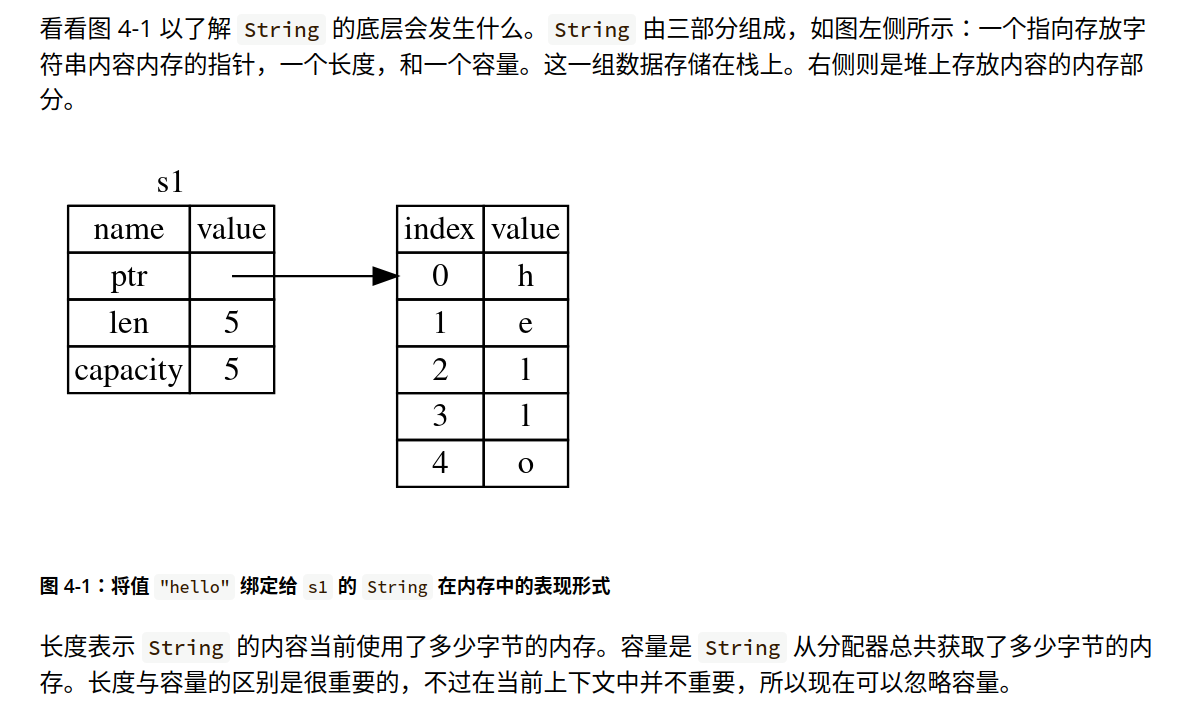 看看图 4-1 以了解 String 的底层会发生什么。String 由三部分组成，如图左侧所示：一个指向存放字
符串内容内存的指针，一个长度，和一个容量。这一组数据存储在栈上。右侧则是堆上存放内容的内存部
分。
s1
name value
ptr
len 5
capacity 5
index value
0 h
1 e
2 l
3 l
4 o
图 4-1：将值 "hello" 绑定给 s1 的 String 在内存中的表现形式
长度表示 String 的内容当前使用了多少字节的内存。容量是 String 从分配器总共获取了多少字节的内
存。长度与容量的区别是很重要的，不过在当前上下文中并不重要，所以现在可以忽略容量。